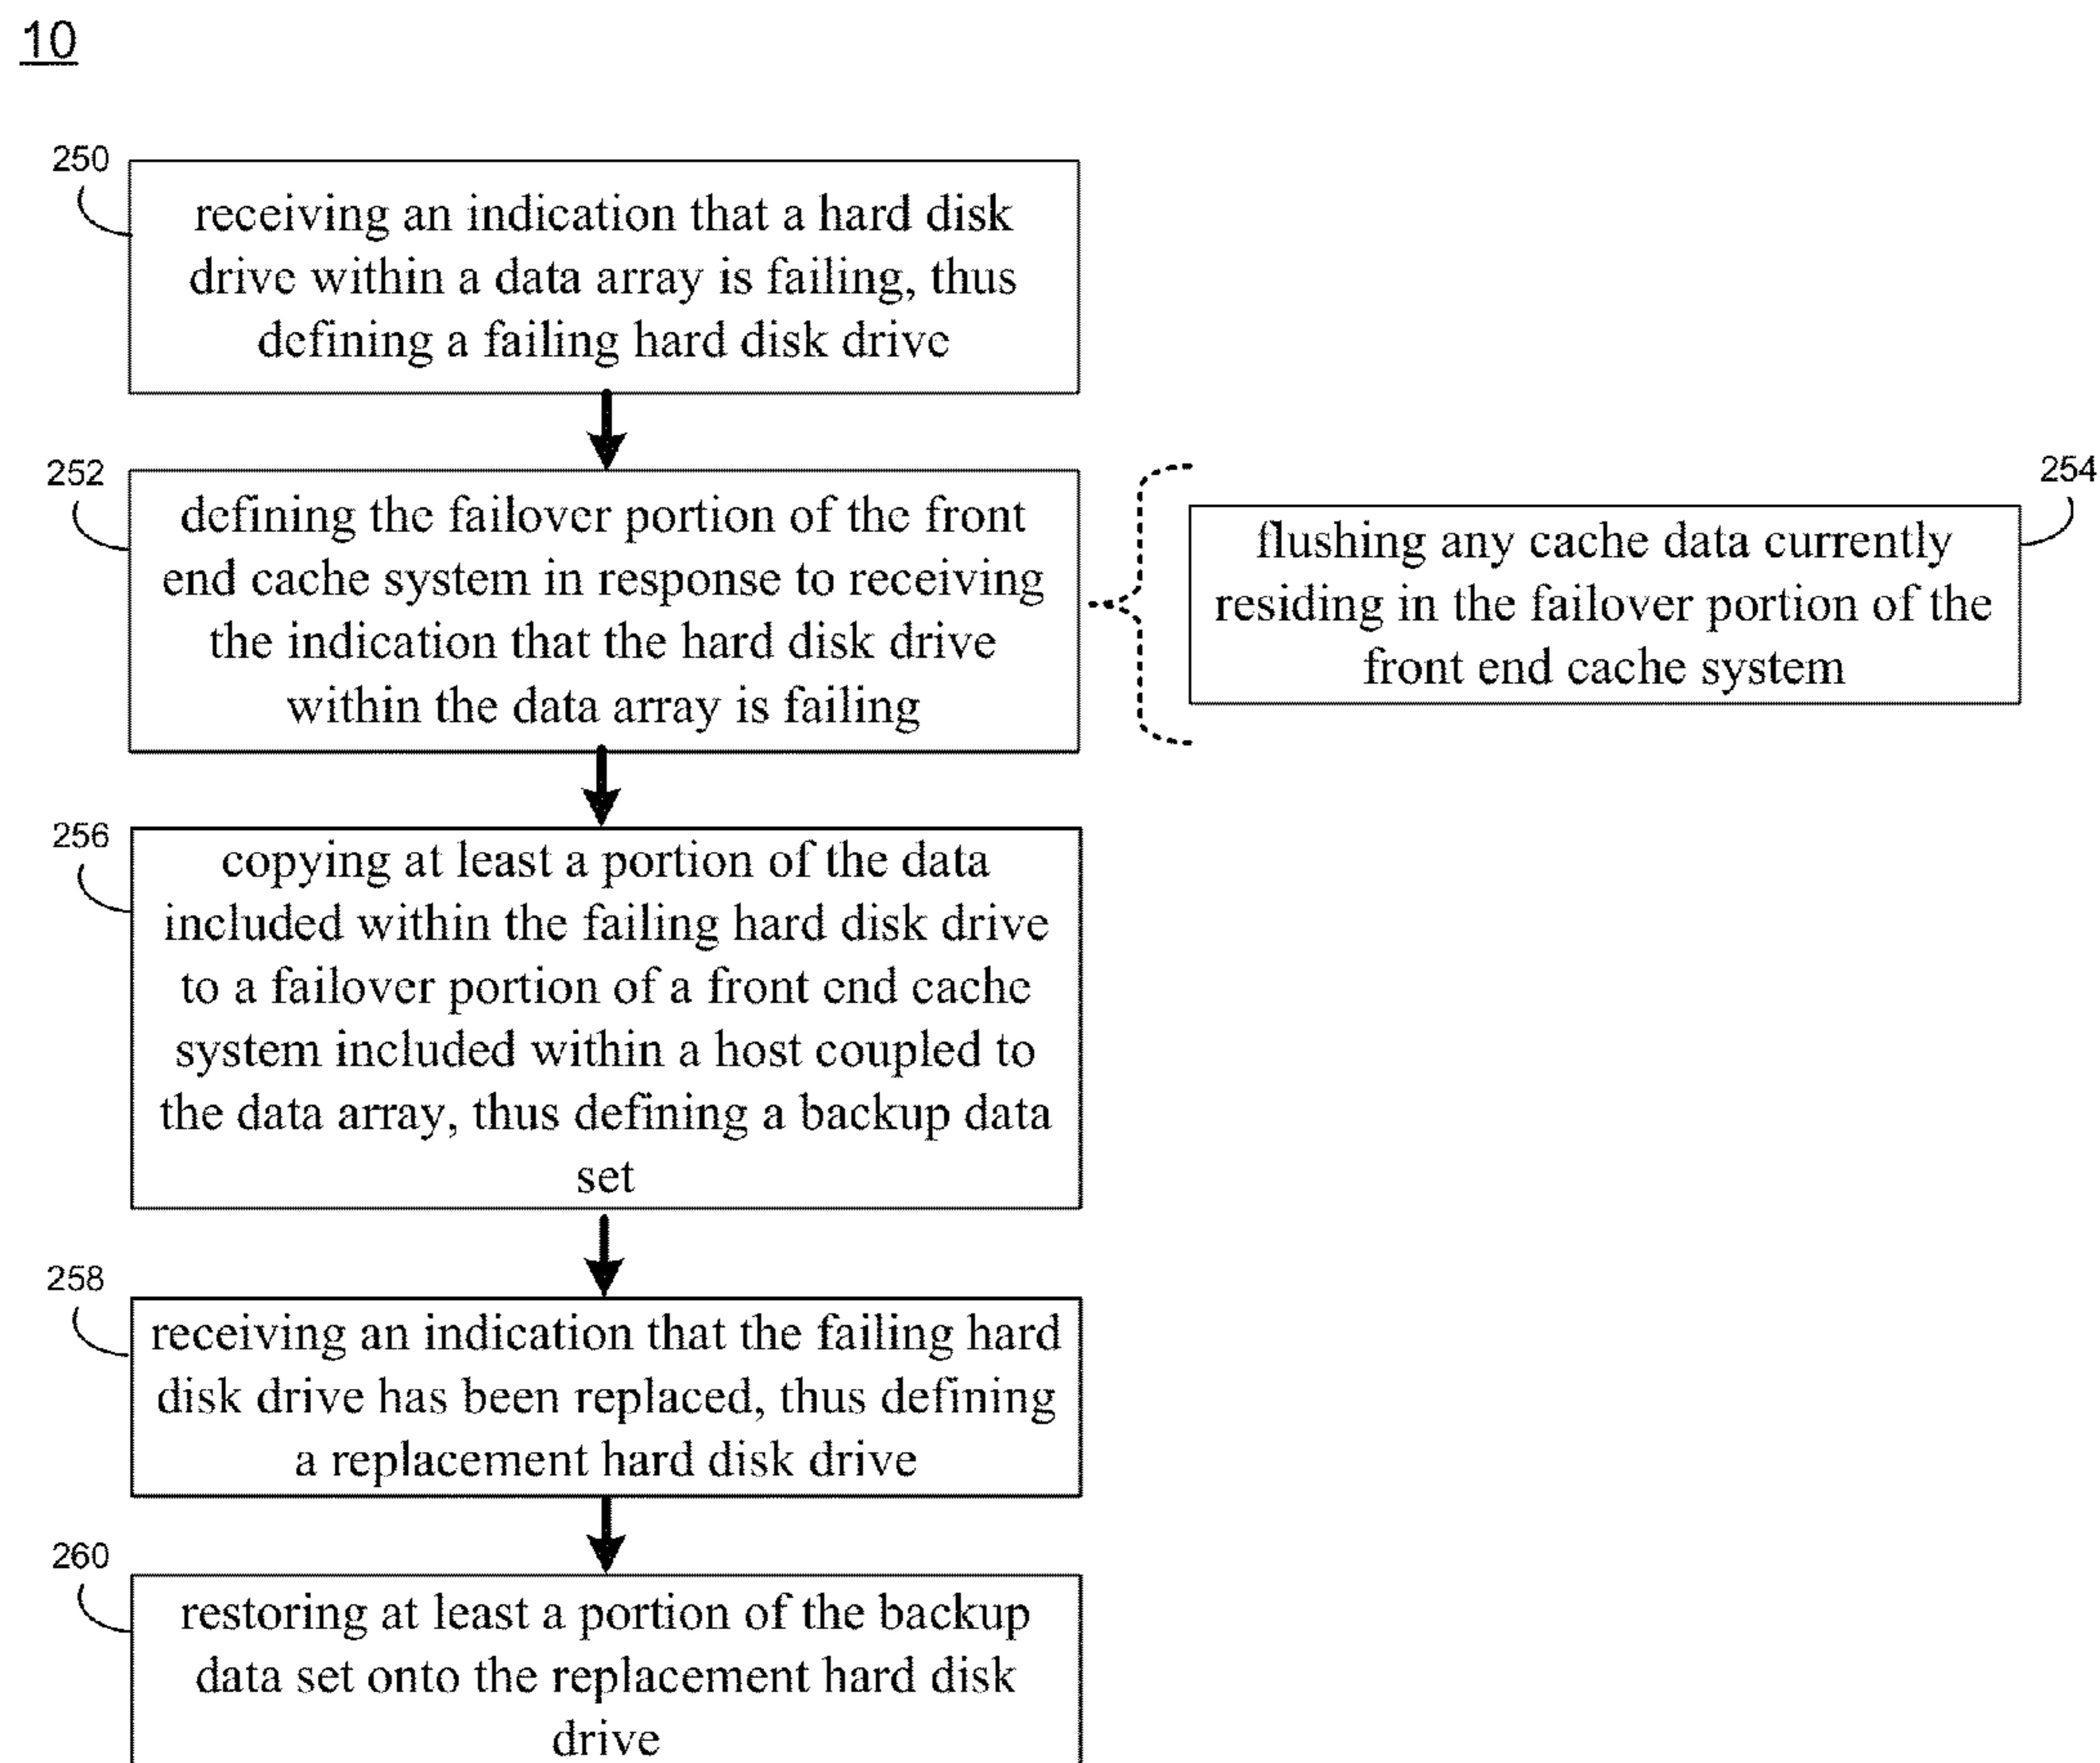 10
250
receiving an indication that a hard disk
drive within a data array is failing, thus
defining a failing hard disk drive
252
defining the failover portion of the front
end cache system in response to receiving
the indication that the hard disk drive
within the data array is failing
254
flushing any cache data currently
residing in the failover portion of the
front end cache system
256
copying at least a portion of the data
included within the failing hard disk drive
to a failover portion of a front end cache
system included within a host coupled to
the data array, thus defining a backup data
set
258
receiving an indication that the failing hard
disk drive has been replaced, thus defining
a replacement hard disk drive
260
restoring at least a portion of the backup
data set onto the replacement hard disk
drive